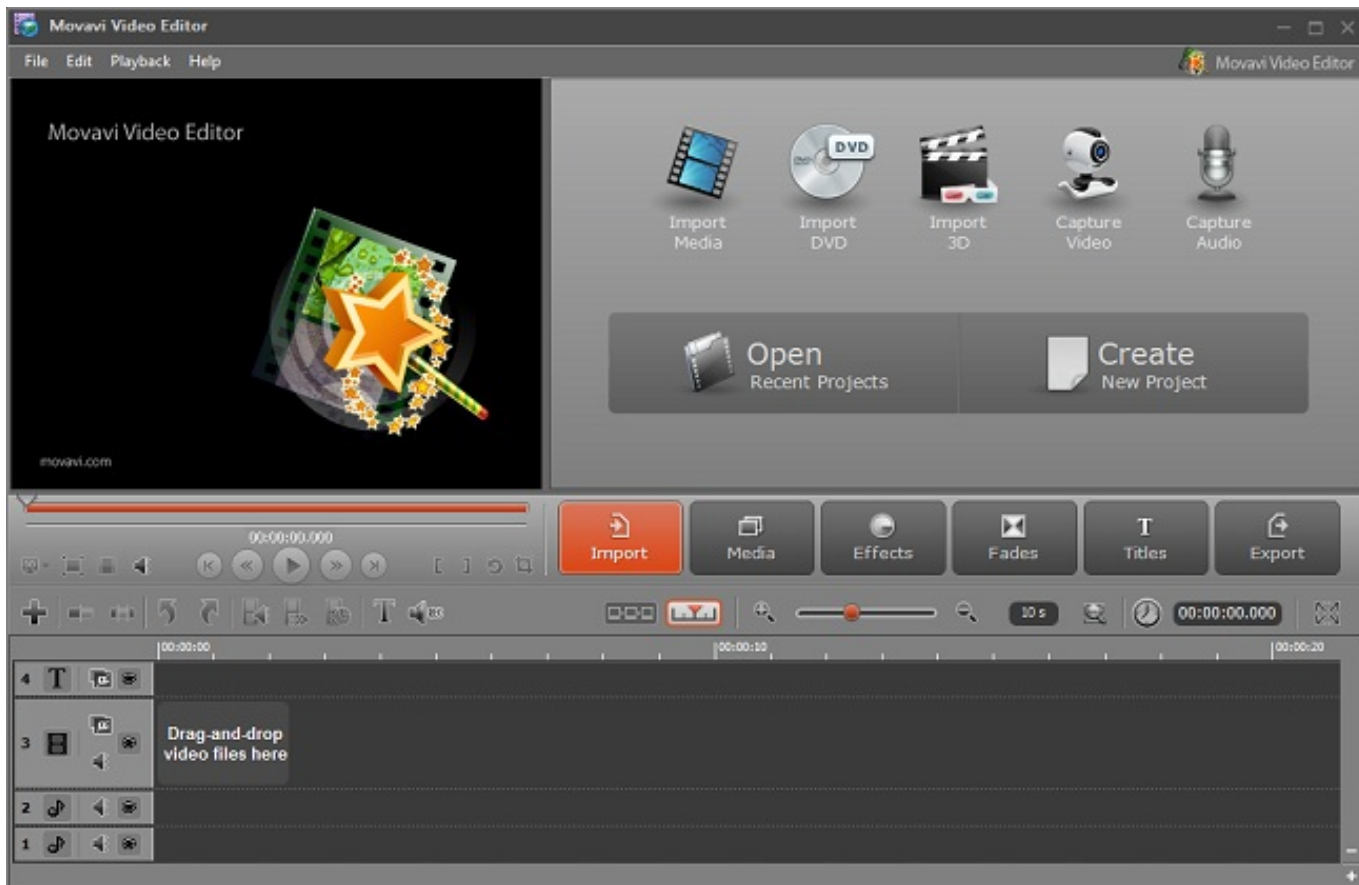 Movavi Video Editor
File Edit Playback Help
Movavi Video Editor
Movavi Video Editor
movavi.com
DVD
Import
Media
Import
DVD
Import
3D
Capture
Video
Capture
Audio
Open
Recent Projects
Create
New Project
00:00:00.000
Import
Media
Effects
Fades
Titles
Export
T
10 s
00:00:00.000
00:00:00
00:00:10
00:00:20
4 T
3
Drag-and-drop
video files here
2
1